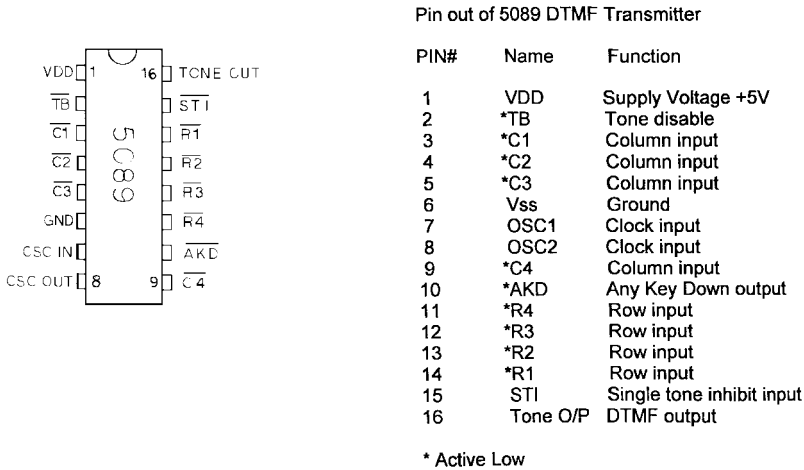 VDD 1
16 TONE CUT
TB
STI
C1
R1
C2
R2
C3
R3
GND
R4
CSC IN
AKD
CSC OUT 8
9 C4
5C89
Pin out of 5089 DTMF Transmitter
PIN# Name Function
1 VDD Supply Voltage +5V
2 *TB Tone disable
3 *C1 Column input
4 *C2 Column input
5 *C3 Column input
6 Vss Ground
7 OSC1 Clock input
8 OSC2 Clock input
9 *C4 Column input
10 *AKD Any Key Down output
11 *R4 Row input
12 *R3 Row input
13 *R2 Row input
14 *R1 Row input
15 STI Single tone inhibit input
16 Tone O/P DTMF output
* Active Low